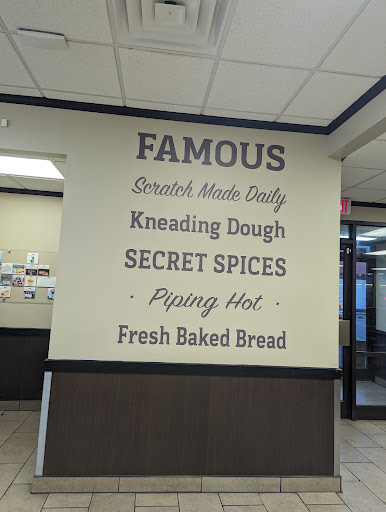 FAMOUS
Scratch Made Daily
Kneading Dough
SECRET SPICES
· Piping Hot ·
Fresh Baked Bread